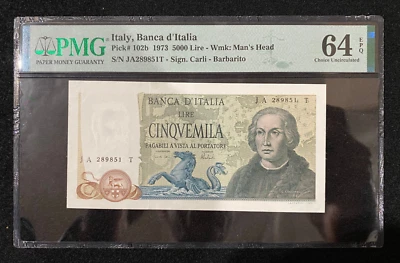 PMG
PAPER MONEY GUARANTY
Italy, Banca d'Italia
Pick# 102b 1973 5000 Lire - Wmk: Man's Head
S/N JA289851T - Sign. Carli - Barbarito
64 EPQ
Choice Uncirculated
BANCA D'ITALIA
LIRE
CINQVEMILA
PAGABILI A VISTA AL PORTATORE
J A 289851 T
J A 289851 T